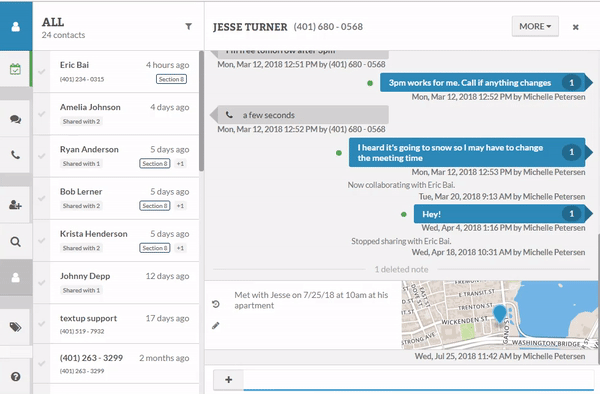 ALL
24 contacts
Eric Bai
4 hours ago
(401) 234 - 0315
Section 8
Amelia Johnson
4 days ago
Shared with 2
Ryan Anderson
5 days ago
Shared with 1
Section 8
+1
Bob Lerner
5 days ago
Shared with 2
Section 8
+1
Krista Henderson
5 days ago
Shared with 2
Section 8
+1
Johnny Depp
12 days ago
Shared with 1
textup support
17 days ago
(401) 519 - 7932
(401) 263 - 3299
2 months ago
(401) 263 - 3299
JESSE TURNER (401) 680 - 0568
MORE
I'm free tomorrow after 3pm
Mon, Mar 12, 2018 12:51 PM by (401) 680 - 0568
3pm works for me. Call if anything changes
1
Mon, Mar 12, 2018 12:52 PM by Michelle Petersen
a few seconds
Mon, Mar 12, 2018 12:52 PM by (401) 680 - 0568
I heard it's going to snow so I may have to change
the meeting time
1
Mon, Mar 12, 2018 12:53 PM by Michelle Petersen
Now collaborating with Eric Bai.
Tue, Mar 20, 2018 9:13 AM by Michelle Petersen
Hey!
1
Wed, Apr 4, 2018 1:16 PM by Michelle Petersen
Stopped sharing with Eric Bai.
Wed, Apr 18, 2018 10:31 AM by Michelle Petersen
1 deleted note
Met with Jesse on 7/25/18 at 10am at his
apartment
E TRANSIT ST
TRENTON ST
WICKENDEN ST
STRONG AVE
GANO S
WASHINGTON BRIDGE
Wed, Jul 25, 2018 11:42 AM by Michelle Petersen